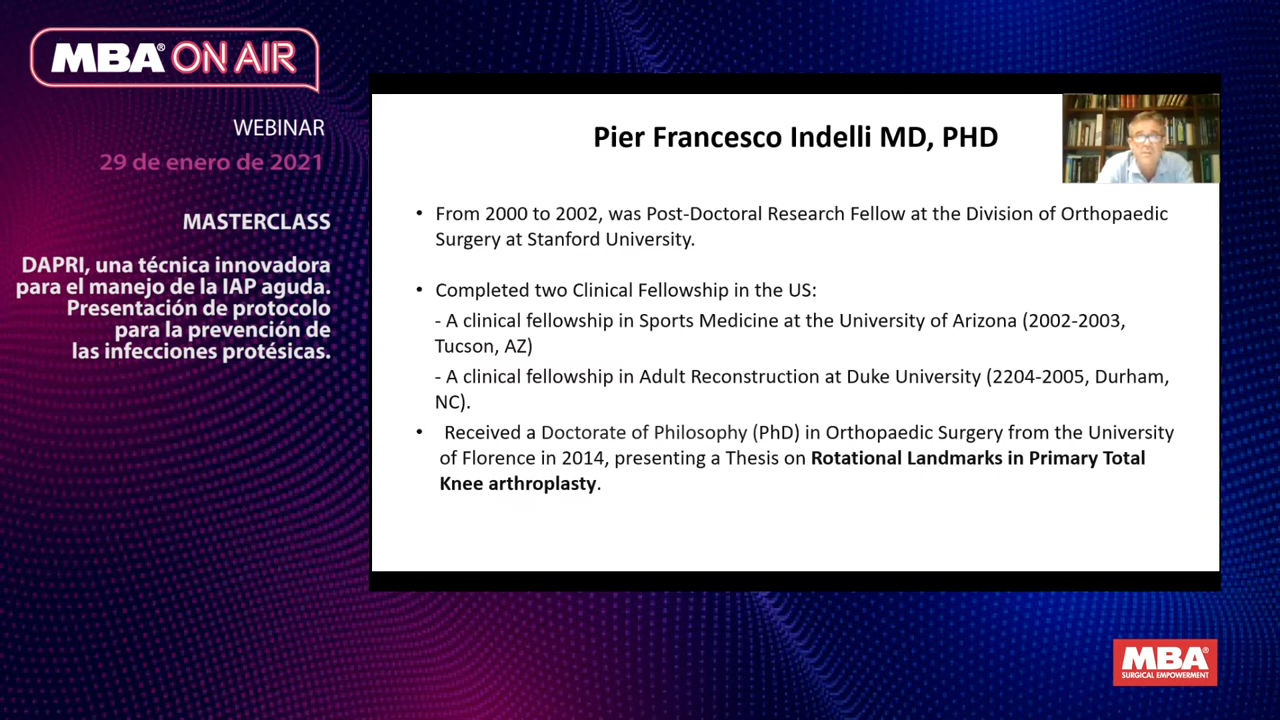 MBA® ON AIR
WEBINAR
29 de enero de 2021
MASTERCLASS
DAPRI, una técnica innovadora
para el manejo de la IAP aguda.
Presentación de protocolo
para la prevención de
las infecciones protésicas.
Pier Francesco Indelli MD, PHD
• From 2000 to 2002, was Post-Doctoral Research Fellow at the Division of Orthopaedic
Surgery at Stanford University.
• Completed two Clinical Fellowship in the US:
- A clinical fellowship in Sports Medicine at the University of Arizona (2002-2003,
Tucson, AZ)
- A clinical fellowship in Adult Reconstruction at Duke University (2204-2005, Durham,
NC).
• Received a Doctorate of Philosophy (PhD) in Orthopaedic Surgery from the University
of Florence in 2014, presenting a Thesis on Rotational Landmarks in Primary Total
Knee arthroplasty.
MBA®
SURGICAL EMPOWERMENT